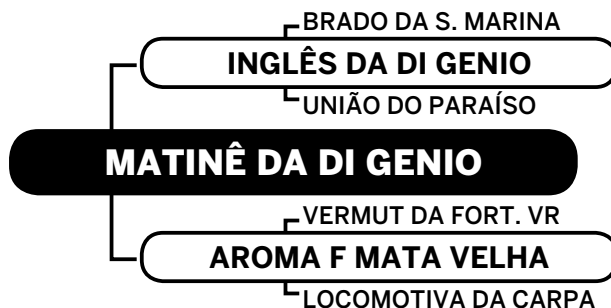 BRADO DA S. MARINA
INGLÊS DA DI GENIO
UNIÃO DO PARAÍSO
MATINÊ DA DI GENIO
VERMUT DA FORT. VR
AROMA F MATA VELHA
LOCOMOTIVA DA CARPA